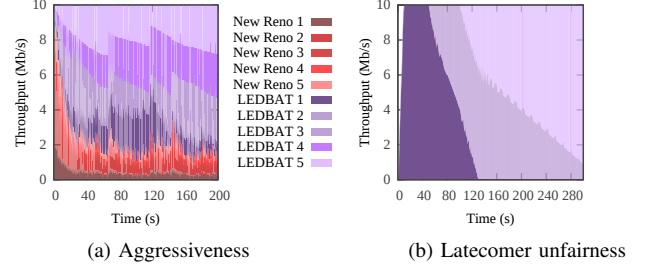 Throughput (Mb/s)
10
8
6
4
2
0
0 40 80 120 160 200
Time (s)
New Reno 1
New Reno 2
New Reno 3
New Reno 4
New Reno 5
LEDBAT 1
LEDBAT 2
LEDBAT 3
LEDBAT 4
LEDBAT 5
Throughput (Mb/s)
10
8
6
4
2
0
0 40 80 120 180 240 300
Time (s)
(a) Aggressiveness
(b) Latecomer unfairness